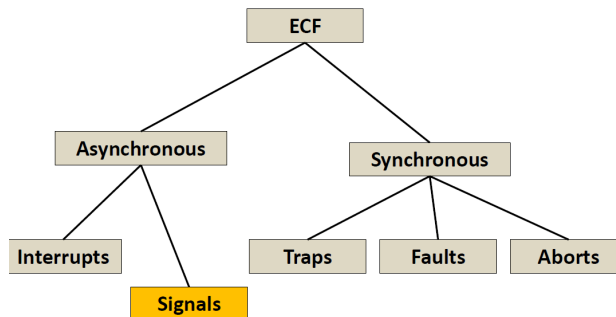 ECF
Asynchronous
Synchronous
Interrupts
Traps
Faults
Aborts
Signals